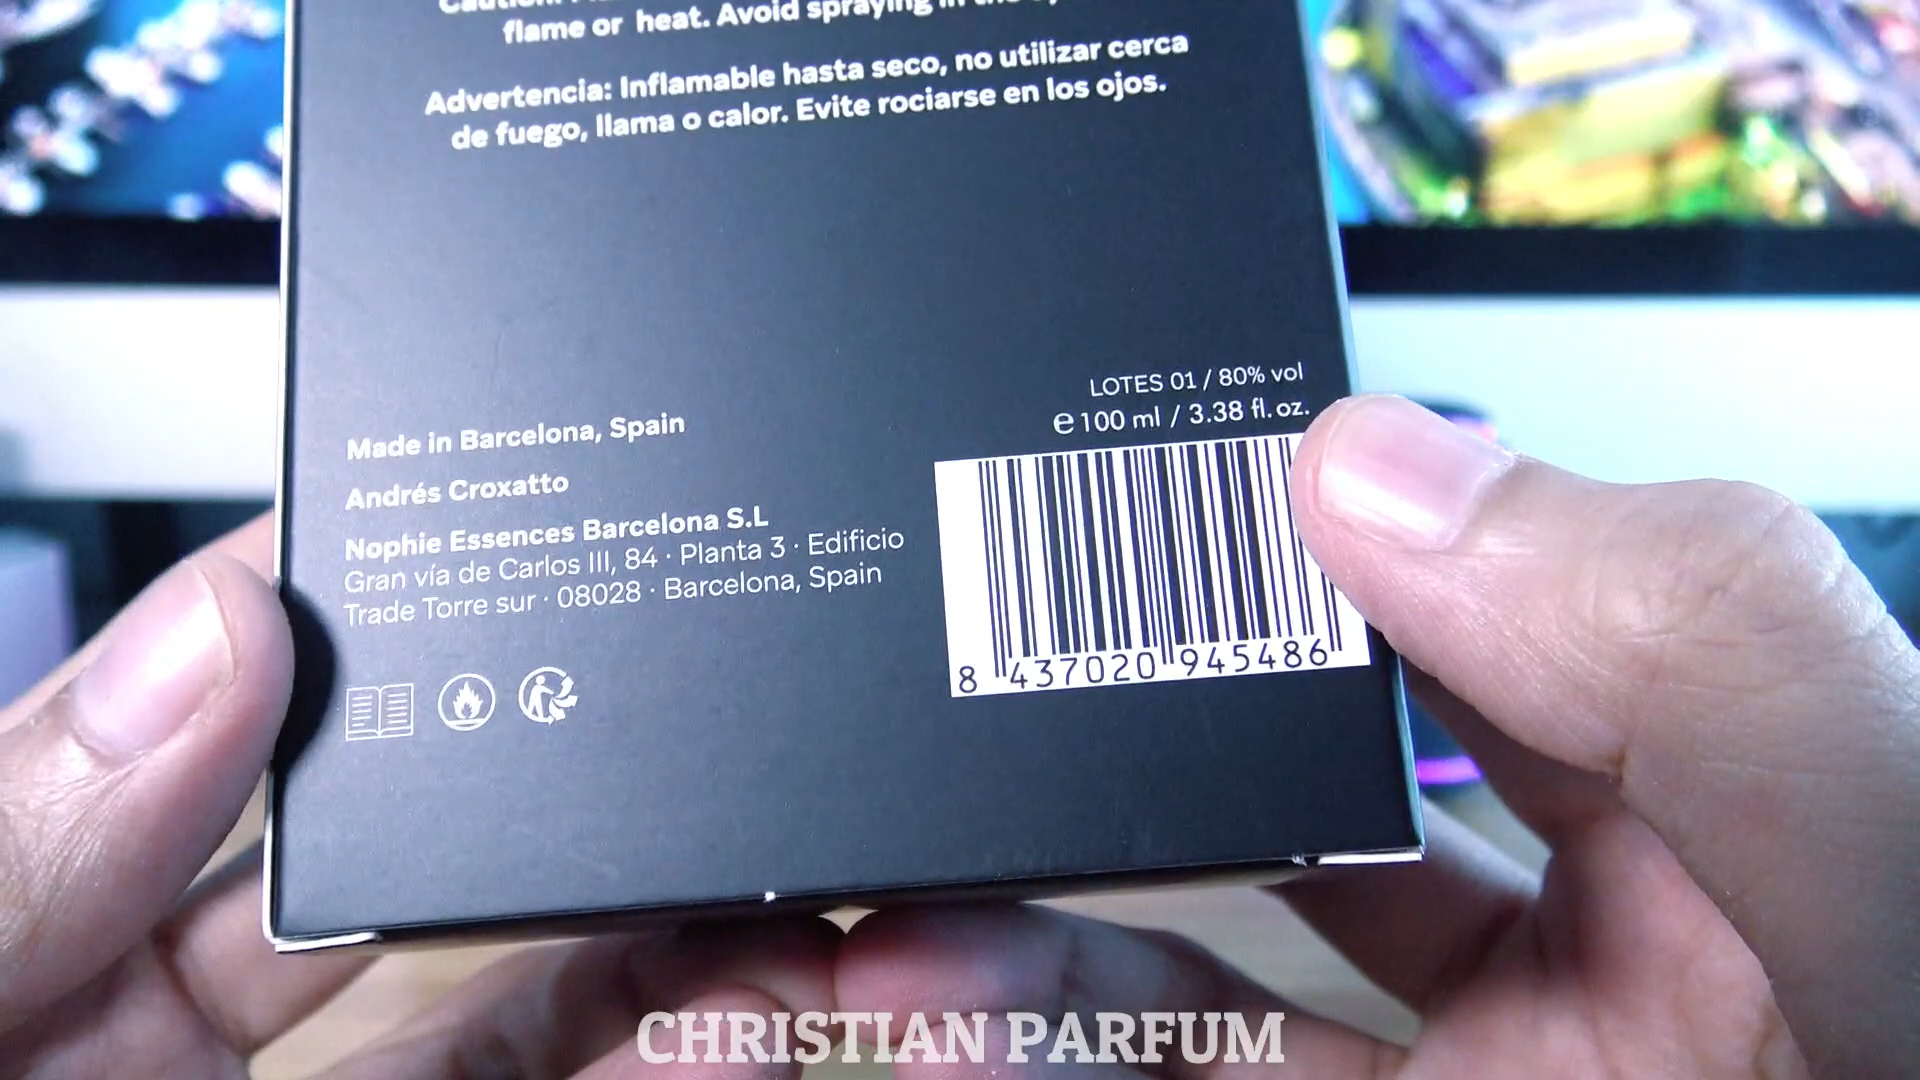 flame or heat. Avoid spraying in
Advertencia: Inflamable hasta seco, no utilizar cerca
de fuego, llama o calor. Evite rociarse en los ojos.
LOTES 01 / 80% vol
℮ 100 ml / 3.38 fl. oz.
Made in Barcelona, Spain
Andrés Croxatto
Nophie Essences Barcelona S.L
Gran vía de Carlos III, 84 · Planta 3 · Edificio
Trade Torre sur · 08028 · Barcelona, Spain
8 437020 945486
CHRISTIAN PARFUM